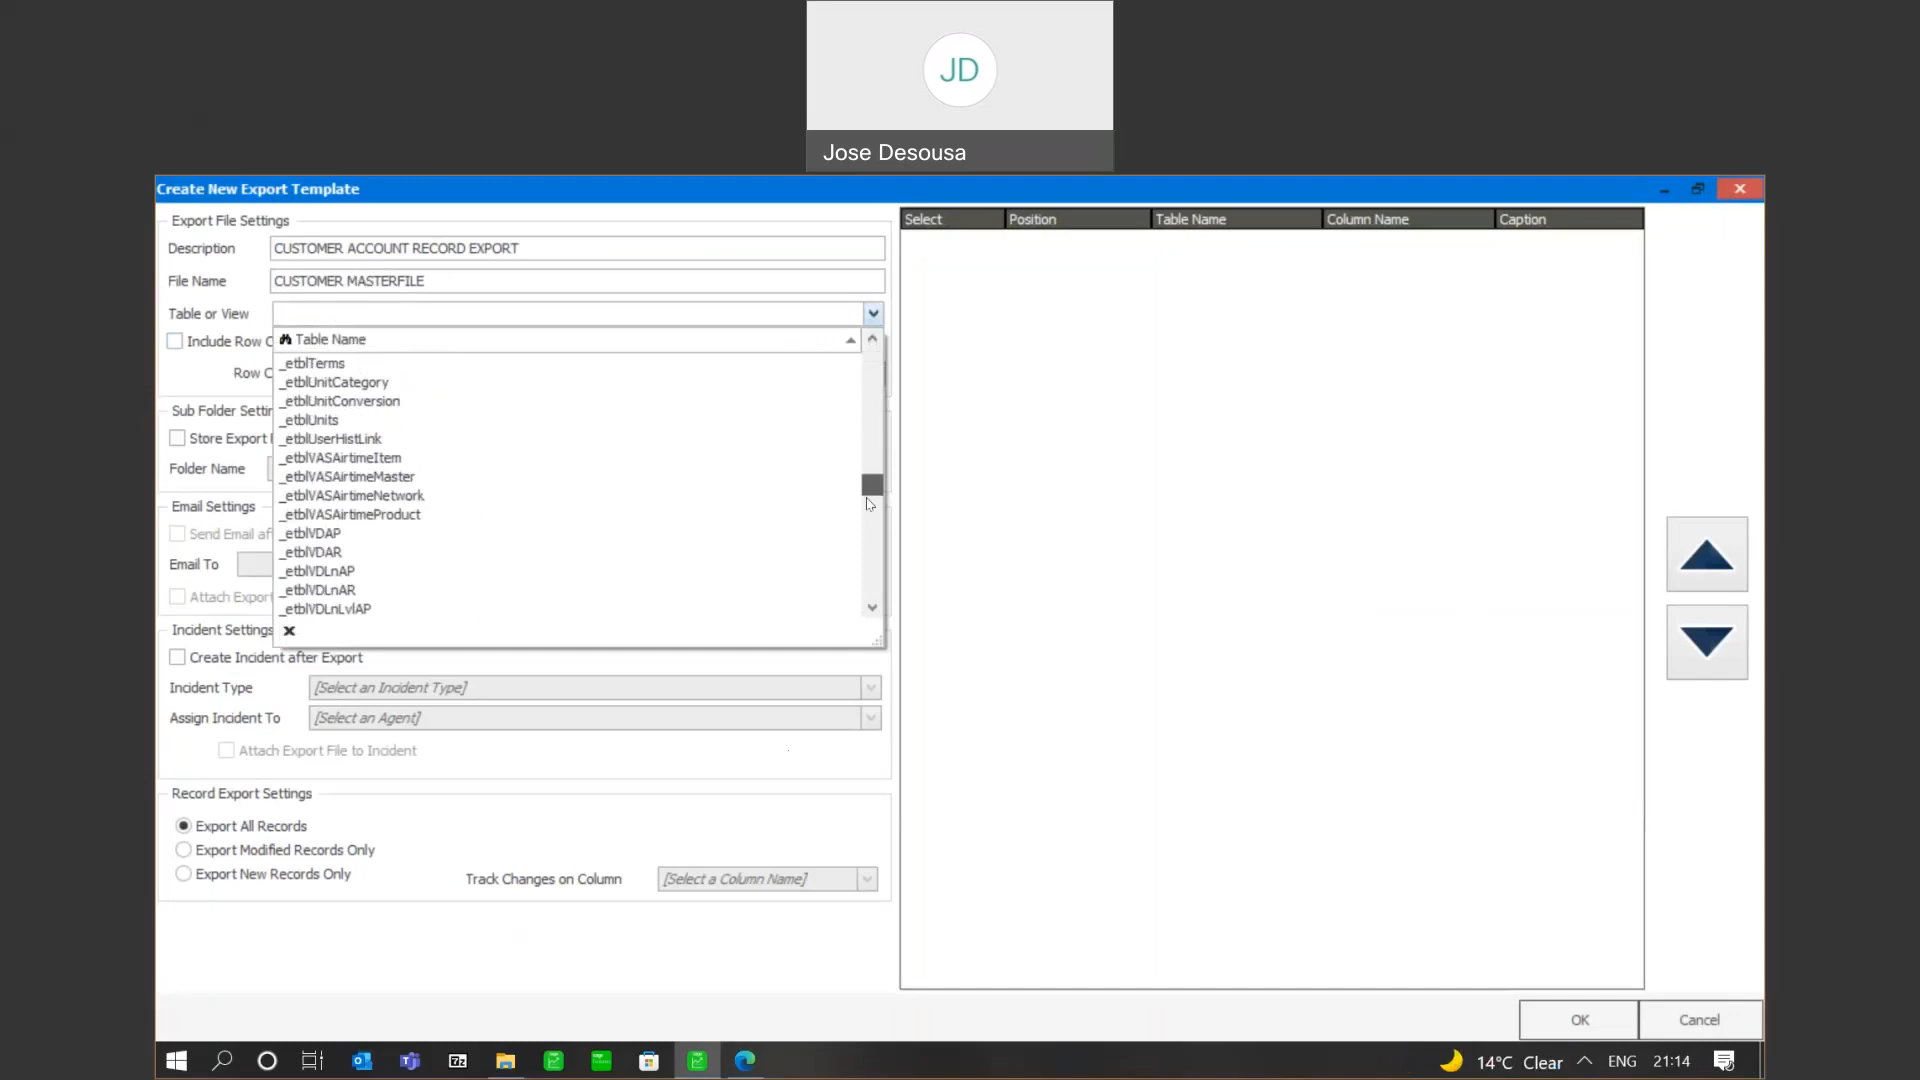 JD
Jose Desousa
Create New Export Template
Export File Settings
Description CUSTOMER ACCOUNT RECORD EXPORT
File Name CUSTOMER MASTERFILE
Table or View
Include Row C
Row C
Table Name
_etblTerms
_etblUnitCategory
_etblUnitConversion
_etblUnits
_etblUserHistLink
_etblVASAirtimeItem
_etblVASAirtimeMaster
_etblVASAirtimeNetwork
_etblVASAirtimeProduct
_etblVDAP
_etblVDAR
_etblVDLnAP
_etblVDLnAR
_etblVDLnLvlAP
Sub Folder Settin
Store Export
Folder Name
Email Settings
Send Email af
Email To
Attach Export
Incident Settings
Create Incident after Export
Incident Type [Select an Incident Type]
Assign Incident To [Select an Agent]
Attach Export File to Incident
Record Export Settings
Export All Records
Export Modified Records Only
Export New Records Only
Track Changes on Column [Select a Column Name]
Select Position Table Name Column Name Caption
OK Cancel
7z
14°C Clear ENG 21:14